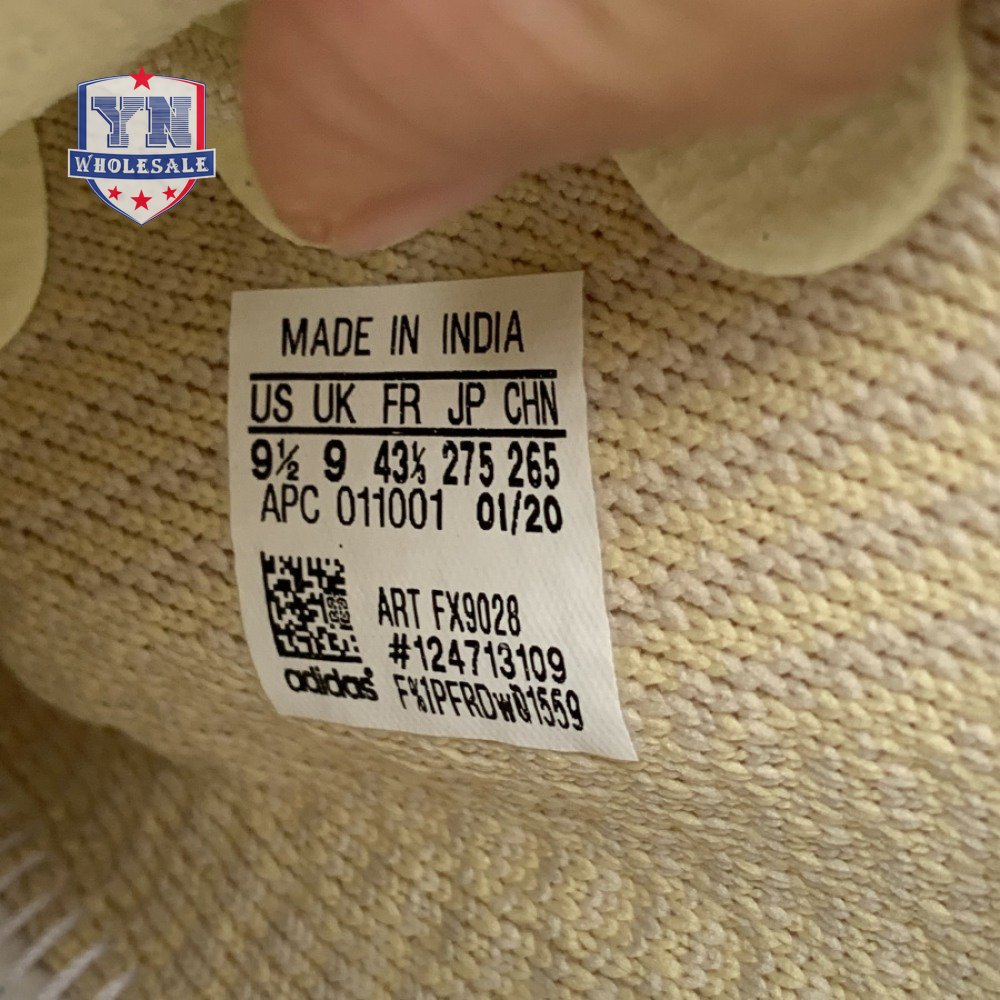 YN
WHOLESALE
MADE IN INDIA
US UK FR JP CHN
9½ 9 43⅓ 275 265
APC 011001 01/20
ART FX9028
#124713109
adidas